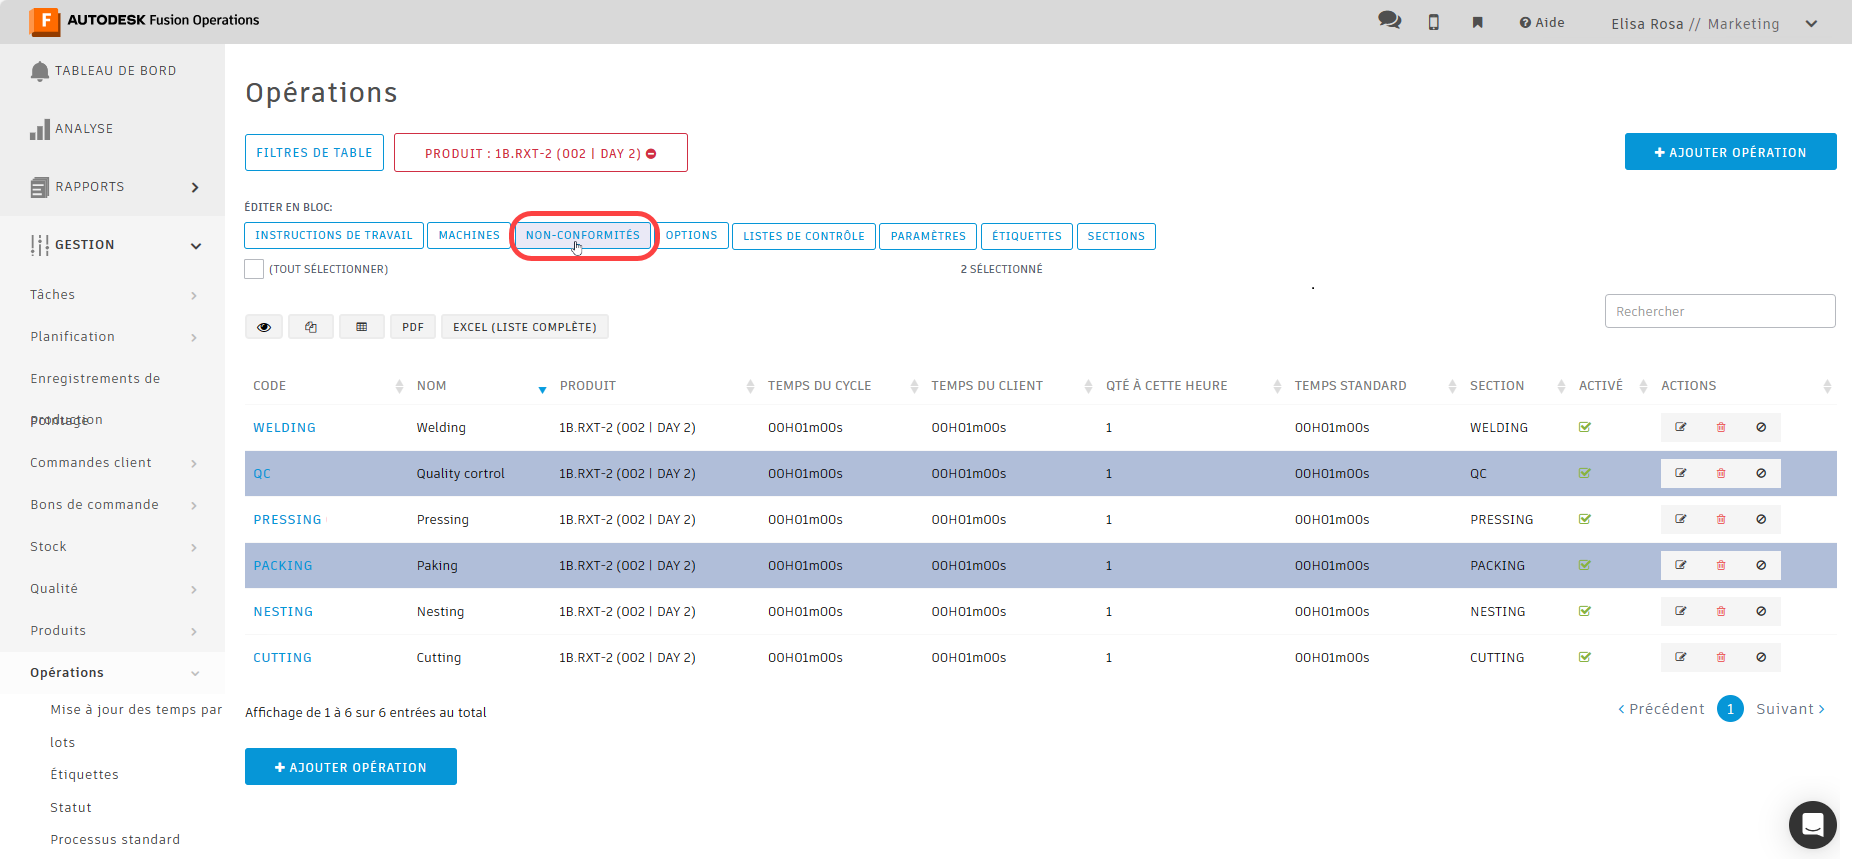 AUTODESK Fusion Operations
Aide
Elisa Rosa // Marketing
TABLEAU DE BORD
ANALYSE
RAPPORTS
GESTION
Tâches
Planification
Enregistrements de
production
Pointage
Commandes client
Bons de commande
Stock
Qualité
Produits
Opérations
Mise à jour des temps par
lots
Étiquettes
Statut
Processus standard
Opérations
FILTRES DE TABLE
PRODUIT : 1B.RXT-2 (002 | DAY 2)
+ AJOUTER OPÉRATION
ÉDITER EN BLOC:
INSTRUCTIONS DE TRAVAIL MACHINES NON-CONFORMITÉS OPTIONS LISTES DE CONTRÔLE PARAMÈTRES ÉTIQUETTES SECTIONS
(TOUT SÉLECTIONNER) 2 SÉLECTIONNÉ
Rechercher
PDF EXCEL (LISTE COMPLÈTE)
CODE NOM PRODUIT TEMPS DU CYCLE TEMPS DU CLIENT QTÉ À CETTE HEURE TEMPS STANDARD SECTION ACTIVÉ ACTIONS
WELDING Welding 1B.RXT-2 (002 | DAY 2) 00H01m00s 00H01m00s 1 00H01m00s WELDING
QC Quality cortrol 1B.RXT-2 (002 | DAY 2) 00H01m00s 00H01m00s 1 00H01m00s QC
PRESSING Pressing 1B.RXT-2 (002 | DAY 2) 00H01m00s 00H01m00s 1 00H01m00s PRESSING
PACKING Paking 1B.RXT-2 (002 | DAY 2) 00H01m00s 00H01m00s 1 00H01m00s PACKING
NESTING Nesting 1B.RXT-2 (002 | DAY 2) 00H01m00s 00H01m00s 1 00H01m00s NESTING
CUTTING Cutting 1B.RXT-2 (002 | DAY 2) 00H01m00s 00H01m00s 1 00H01m00s CUTTING
Affichage de 1 à 6 sur 6 entrées au total
< Précédent 1 Suivant >
+ AJOUTER OPÉRATION